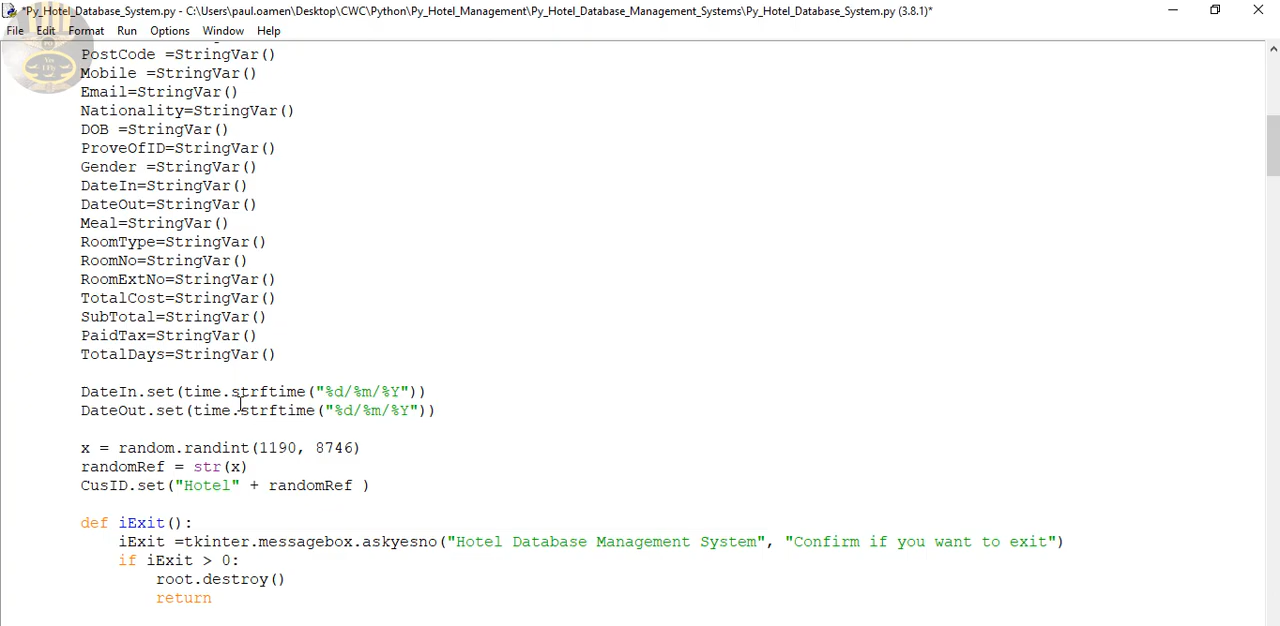 *Py_Hotel_Database_System.py - C:\Users\paul.oamen\Desktop\CWC\Python\Py_Hotel_Management\Py_Hotel_Database_Management_Systems\Py_Hotel_Database_System.py (3.8.1)*
File Edit Format Run Options Window Help
PostCode =StringVar()
Mobile =StringVar()
Email=StringVar()
Nationality=StringVar()
DOB =StringVar()
ProveOfID=StringVar()
Gender =StringVar()
DateIn=StringVar()
DateOut=StringVar()
Meal=StringVar()
RoomType=StringVar()
RoomNo=StringVar()
RoomExtNo=StringVar()
TotalCost=StringVar()
SubTotal=StringVar()
PaidTax=StringVar()
TotalDays=StringVar()
DateIn.set(time.strftime("%d/%m/%Y"))
DateOut.set(time.strftime("%d/%m/%Y"))
x = random.randint(1190, 8746)
randomRef = str(x)
CusID.set("Hotel" + randomRef )
def iExit():
iExit =tkinter.messagebox.askyesno("Hotel Database Management System", "Confirm if you want to exit")
if iExit > 0:
root.destroy()
return